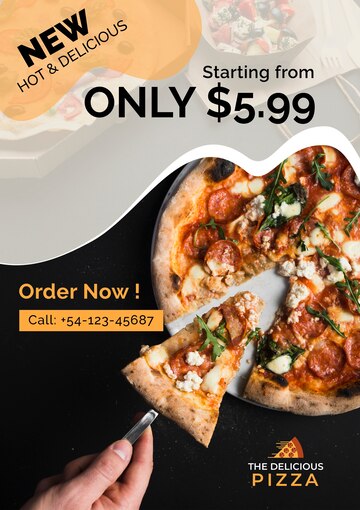 NEW
HOT & DELICIOUS
Starting from
ONLY $5.99
Order Now !
Call: +54-123-45687
THE DELICIOUS
PIZZA